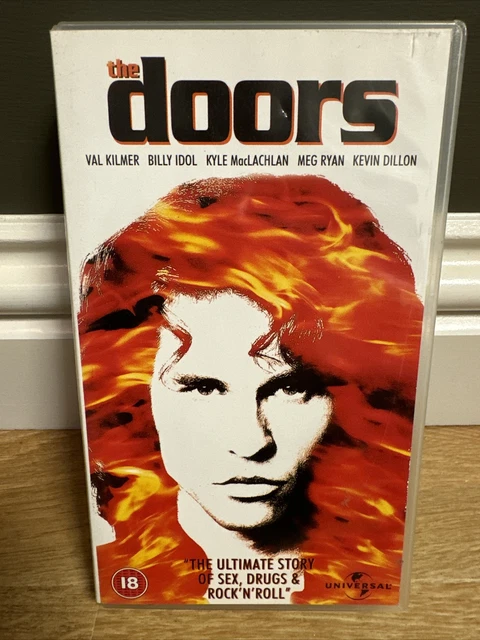 the
doors
VAL KILMER BILLY IDOL KYLE MacLACHLAN MEG RYAN KEVIN DILLON
"THE ULTIMATE STORY
OF SEX, DRUGS &
ROCK'N'ROLL"
18
UNIVERSAL